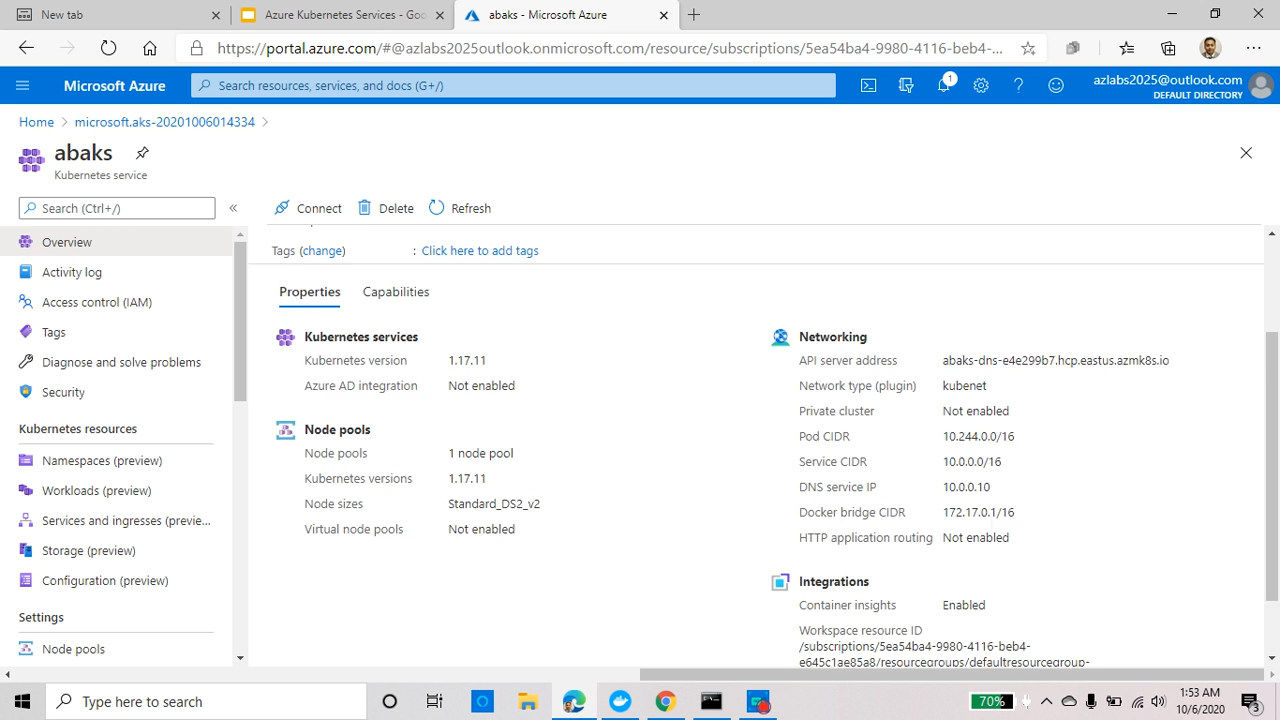 New tab
Azure Kubernetes Services - Goo
abaks - Microsoft Azure
https://portal.azure.com/#@azlabs2025outlook.onmicrosoft.com/resource/subscriptions/5ea54ba4-9980-4116-beb4-...
Microsoft Azure
Search resources, services, and docs (G+/)
1
azlabs2025@outlook.com
DEFAULT DIRECTORY
Home > microsoft.aks-20201006014334 >
abaks
Kubernetes service
Search (Ctrl+/)
«
Connect
Delete
Refresh
Overview
Activity log
Access control (IAM)
Tags
Diagnose and solve problems
Security
Kubernetes resources
Namespaces (preview)
Workloads (preview)
Services and ingresses (previe...
Storage (preview)
Configuration (preview)
Settings
Node pools
Tags (change) : Click here to add tags
Properties
Capabilities
Kubernetes services
Kubernetes version 1.17.11
Azure AD integration Not enabled
Node pools
Node pools 1 node pool
Kubernetes versions 1.17.11
Node sizes Standard_DS2_v2
Virtual node pools Not enabled
Networking
API server address abaks-dns-e4e299b7.hcp.eastus.azmk8s.io
Network type (plugin) kubenet
Private cluster Not enabled
Pod CIDR 10.244.0.0/16
Service CIDR 10.0.0.0/16
DNS service IP 10.0.0.10
Docker bridge CIDR 172.17.0.1/16
HTTP application routing Not enabled
Integrations
Container insights Enabled
Workspace resource ID
/subscriptions/5ea54ba4-9980-4116-beb4-
e645c1ae85a8/resourcegroups/defaultresourcegroup-
Type here to search
70%
1:53 AM
10/6/2020
3